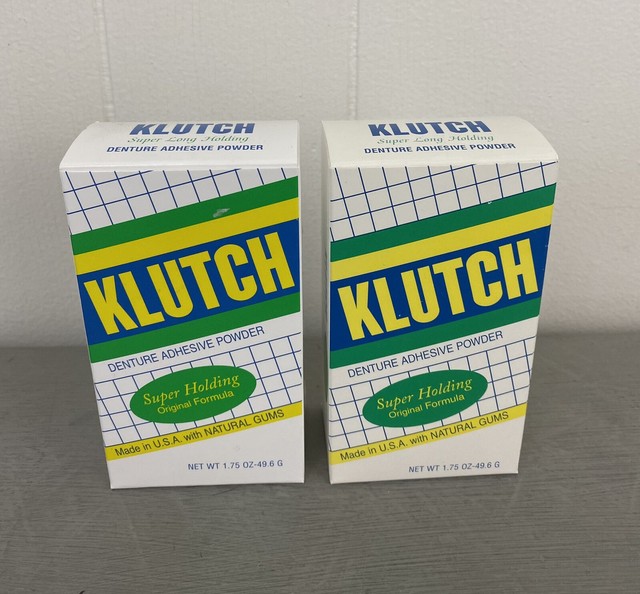 KLUTCH
Super Long Holding
DENTURE ADHESIVE POWDER
KLUTCH
DENTURE ADHESIVE POWDER
Super Holding
Original Formula
Made in U.S.A. with NATURAL GUMS
NET WT 1.75 OZ-49.6 G
KLUTCH
Super Long Holding
DENTURE ADHESIVE POWDER
KLUTCH
DENTURE ADHESIVE POWDER
Super Holding
Original Formula
Made in U.S.A. with NATURAL GUMS
NET WT 1.75 OZ-49.6 G